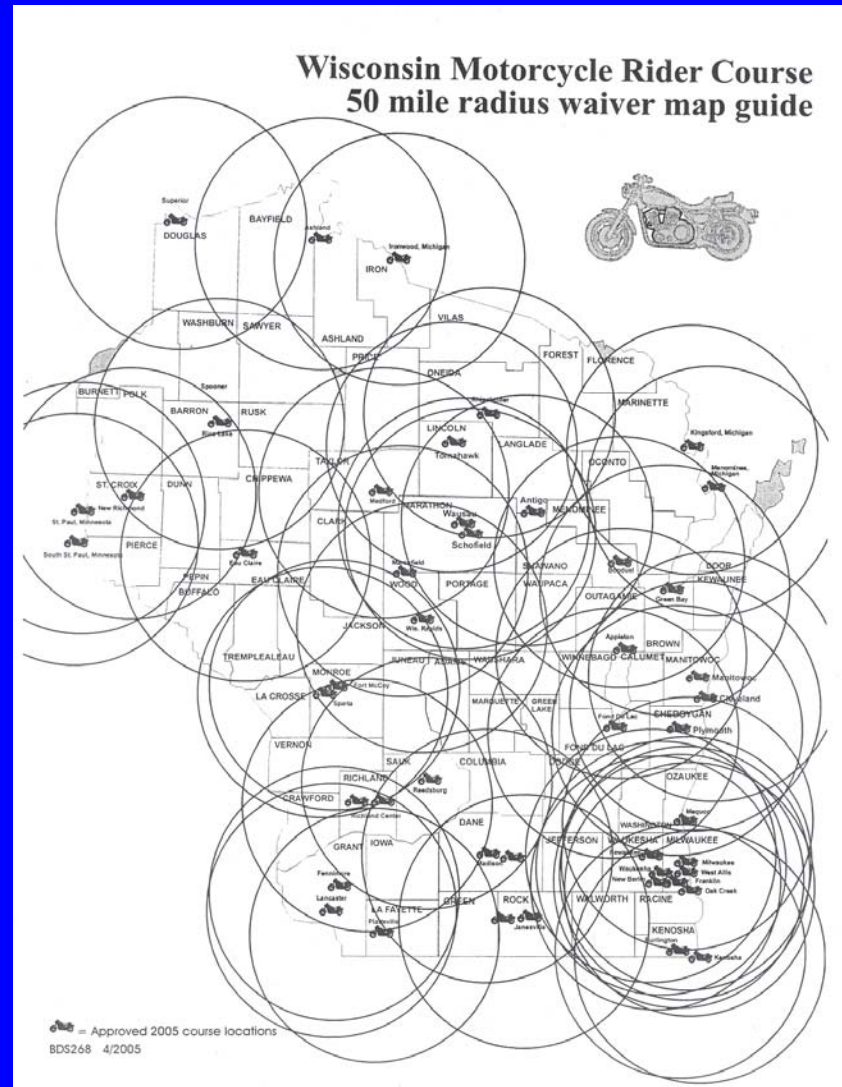 Wisconsin Motorcycle Rider Course
50 mile radius waiver map guide
Superior
BAYFIELD
DOUGLAS
Ashland
Ironwood, Michigan
IRON
VILAS
WASHBURN
SAWYER
ASHLAND
PRICE
FOREST
FLORENCE
ONEIDA
BURNETT
POLK
Spooner
MARINETTE
BARRON
RUSK
Rice Lake
LINCOLN
Tomahawk
LANGLADE
Kingsford, Michigan
OCONTO
TAYLOR
Menominee, Michigan
ST. CROIX
DUNN
CHIPPEWA
Medford
MARATHON
Antigo
New Richmond
MENOMINEE
St. Paul, Minnesota
CLARK
Wausau
Schofield
South St. Paul, Minnesota
PIERCE
Eau Claire
SHAWANO
DOOR
Marshfield
WOOD
PORTAGE
WAUPACA
PEPIN
EAU CLAIRE
KEWAUNEE
BUFFALO
OUTAGAMIE
Green Bay
JACKSON
Wis. Rapids
Appleton
BROWN
TREMPLEALEAU
JUNEAU
ADAMS
WAUSHARA
WINNEBAGO
CALUMET
MANITOWOC
MONROE
Manitowoc
Fort McCoy
LA CROSSE
Sparta
MARQUETTE
GREEN
LAKE
Cleveland
Fond Du Lac
SHEBOYGAN
Plymouth
VERNON
FOND DU LAC
SAUK
COLUMBIA
DODGE
RICHLAND
Reedsburg
OZAUKEE
CRAWFORD
Richland Center
Mequon
DANE
WASHINGTON
GRANT
IOWA
JEFFERSON
WAUKESHA
MILWAUKEE
Madison
Milwaukee
Fennimore
Waukesha
West Allis
New Berlin
Franklin
Lancaster
Oak Creek
LA FAYETTE
GREEN
ROCK
WALWORTH
RACINE
Platteville
Janesville
KENOSHA
Burlington
Kenosha
= Approved 2005 course locations
BDS268 4/2005